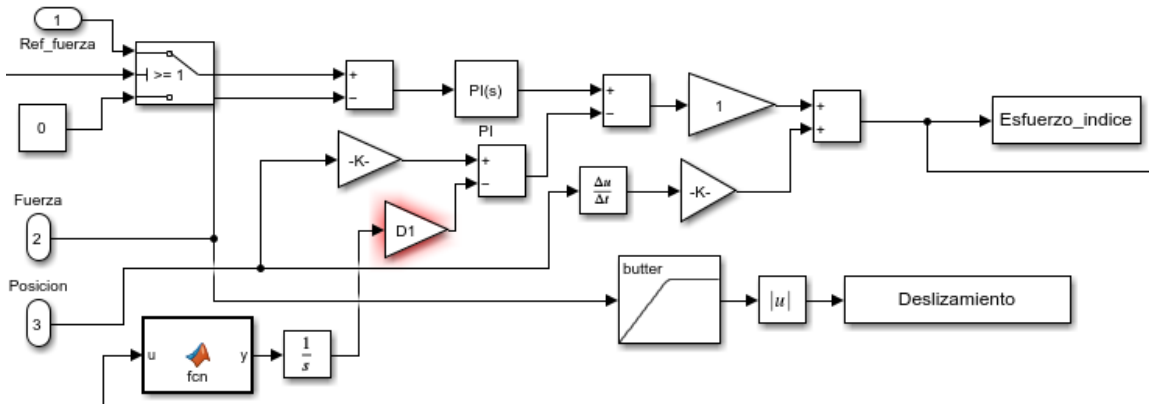 1
Ref_fuerza
>= 1
0
+
−
PI(s)
PI
+
−
1
+
+
Esfuerzo_indice
-K-
+
−
Δu
Δt
-K-
D1
Fuerza
2
Posicion
3
butter
|u|
Deslizamiento
u
y
fcn
1
s